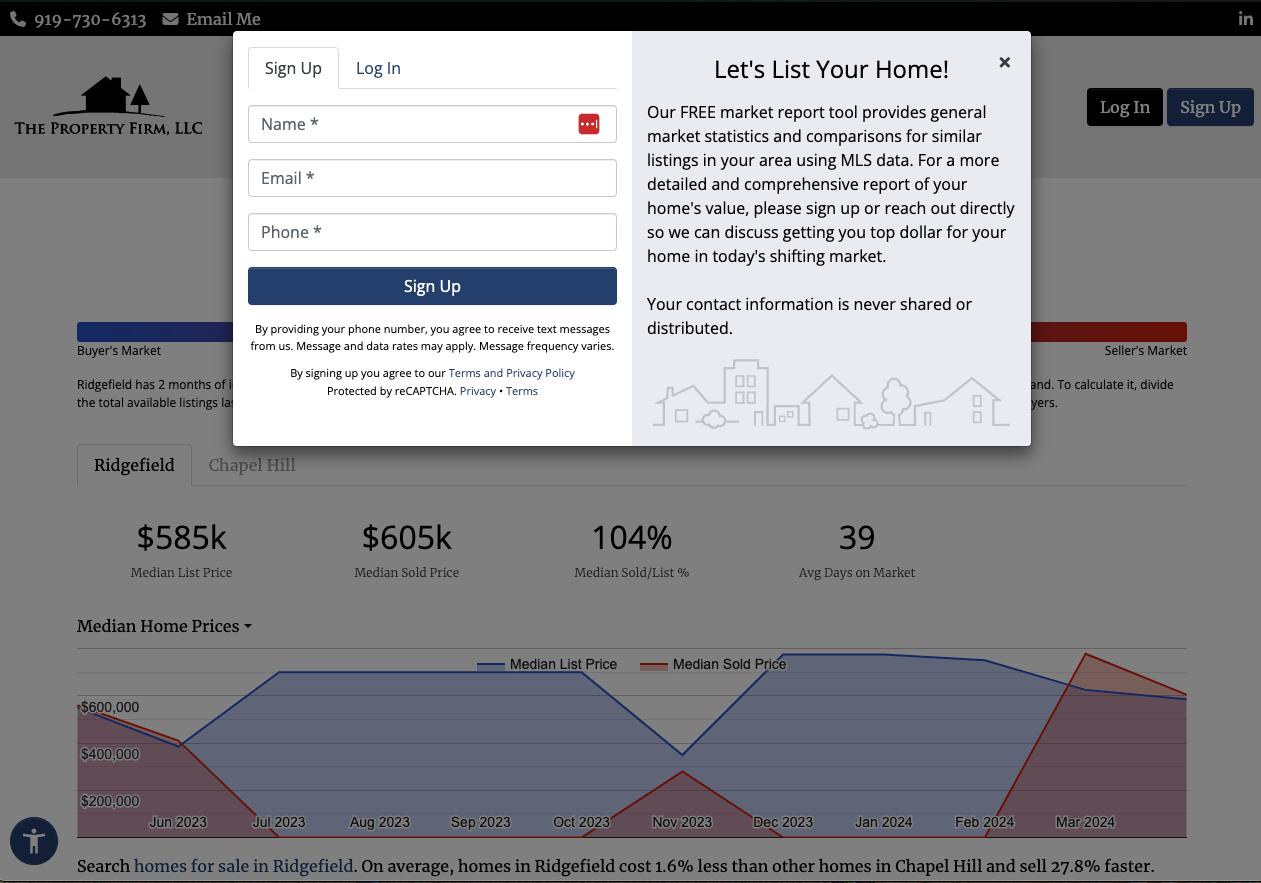 919-730-6313 Email Me
in
THE PROPERTY FIRM, LLC
Log In Sign Up
Sign Up Log In
Name *
Email *
Phone *
Sign Up
By providing your phone number, you agree to receive text messages
from us. Message and data rates may apply. Message frequency varies.
By signing up you agree to our Terms and Privacy Policy
Protected by reCAPTCHA. Privacy • Terms
Let's List Your Home!
Our FREE market report tool provides general
market statistics and comparisons for similar
listings in your area using MLS data. For a more
detailed and comprehensive report of your
home's value, please sign up or reach out directly
so we can discuss getting you top dollar for your
home in today's shifting market.
Your contact information is never shared or
distributed.
Buyer's Market
Seller's Market
Ridgefield has 2 months of
and. To calculate it, divide
the total available listings
yers.
Ridgefield Chapel Hill
$585k $605k 104% 39
Median List Price Median Sold Price Median Sold/List % Avg Days on Market
Median Home Prices
Median List Price Median Sold Price
$600,000
$400,000
$200,000
Jun 2023 Jul 2023 Aug 2023 Sep 2023 Oct 2023 Nov 2023 Dec 2023 Jan 2024 Feb 2024 Mar 2024
Search homes for sale in Ridgefield. On average, homes in Ridgefield cost 1.6% less than other homes in Chapel Hill and sell 27.8% faster.